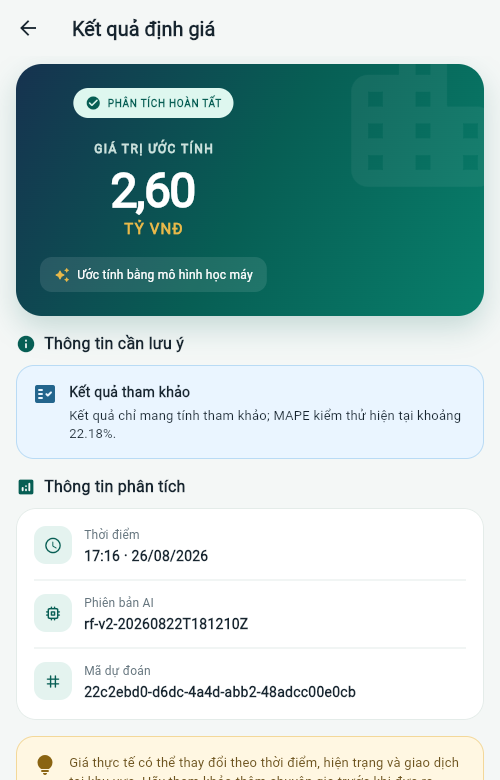 Kết quả định giá
PHÂN TÍCH HOÀN TẤT
GIÁ TRỊ ƯỚC TÍNH
2,60
TỶ VNĐ
Ước tính bằng mô hình học máy
Thông tin cần lưu ý
Kết quả tham khảo
Kết quả chỉ mang tính tham khảo; MAPE kiểm thử hiện tại khoảng
22.18%.
Thông tin phân tích
Thời điểm
17:16 · 26/08/2026
Phiên bản AI
rf-v2-20260822T181210Z
Mã dự đoán
22c2ebd0-d6dc-4a4d-abb2-48adcc00e0cb
Giá thực tế có thể thay đổi theo thời điểm, hiện trạng và giao dịch